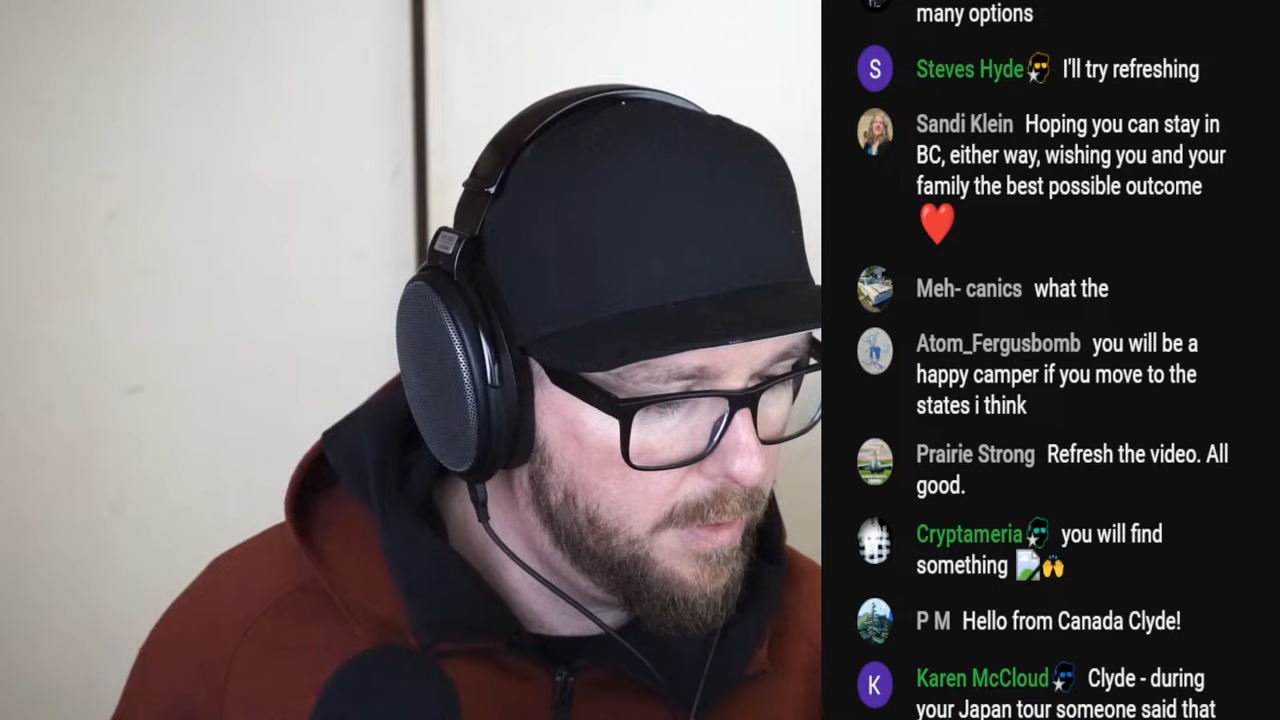 many options
S Steves Hyde I'll try refreshing
Sandi Klein Hoping you can stay in
BC, either way, wishing you and your
family the best possible outcome
❤️
Meh- canics what the
Atom_Fergusbomb you will be a
happy camper if you move to the
states i think
Prairie Strong Refresh the video. All
good.
Cryptameria you will find
something 🙌
P M Hello from Canada Clyde!
K Karen McCloud Clyde - during
your Japan tour someone said that